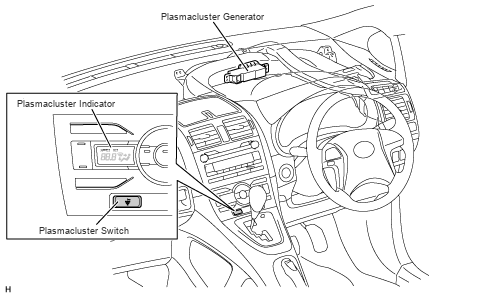 Plasmacluster Generator
Plasmacluster Indicator
Plasmacluster Switch
H